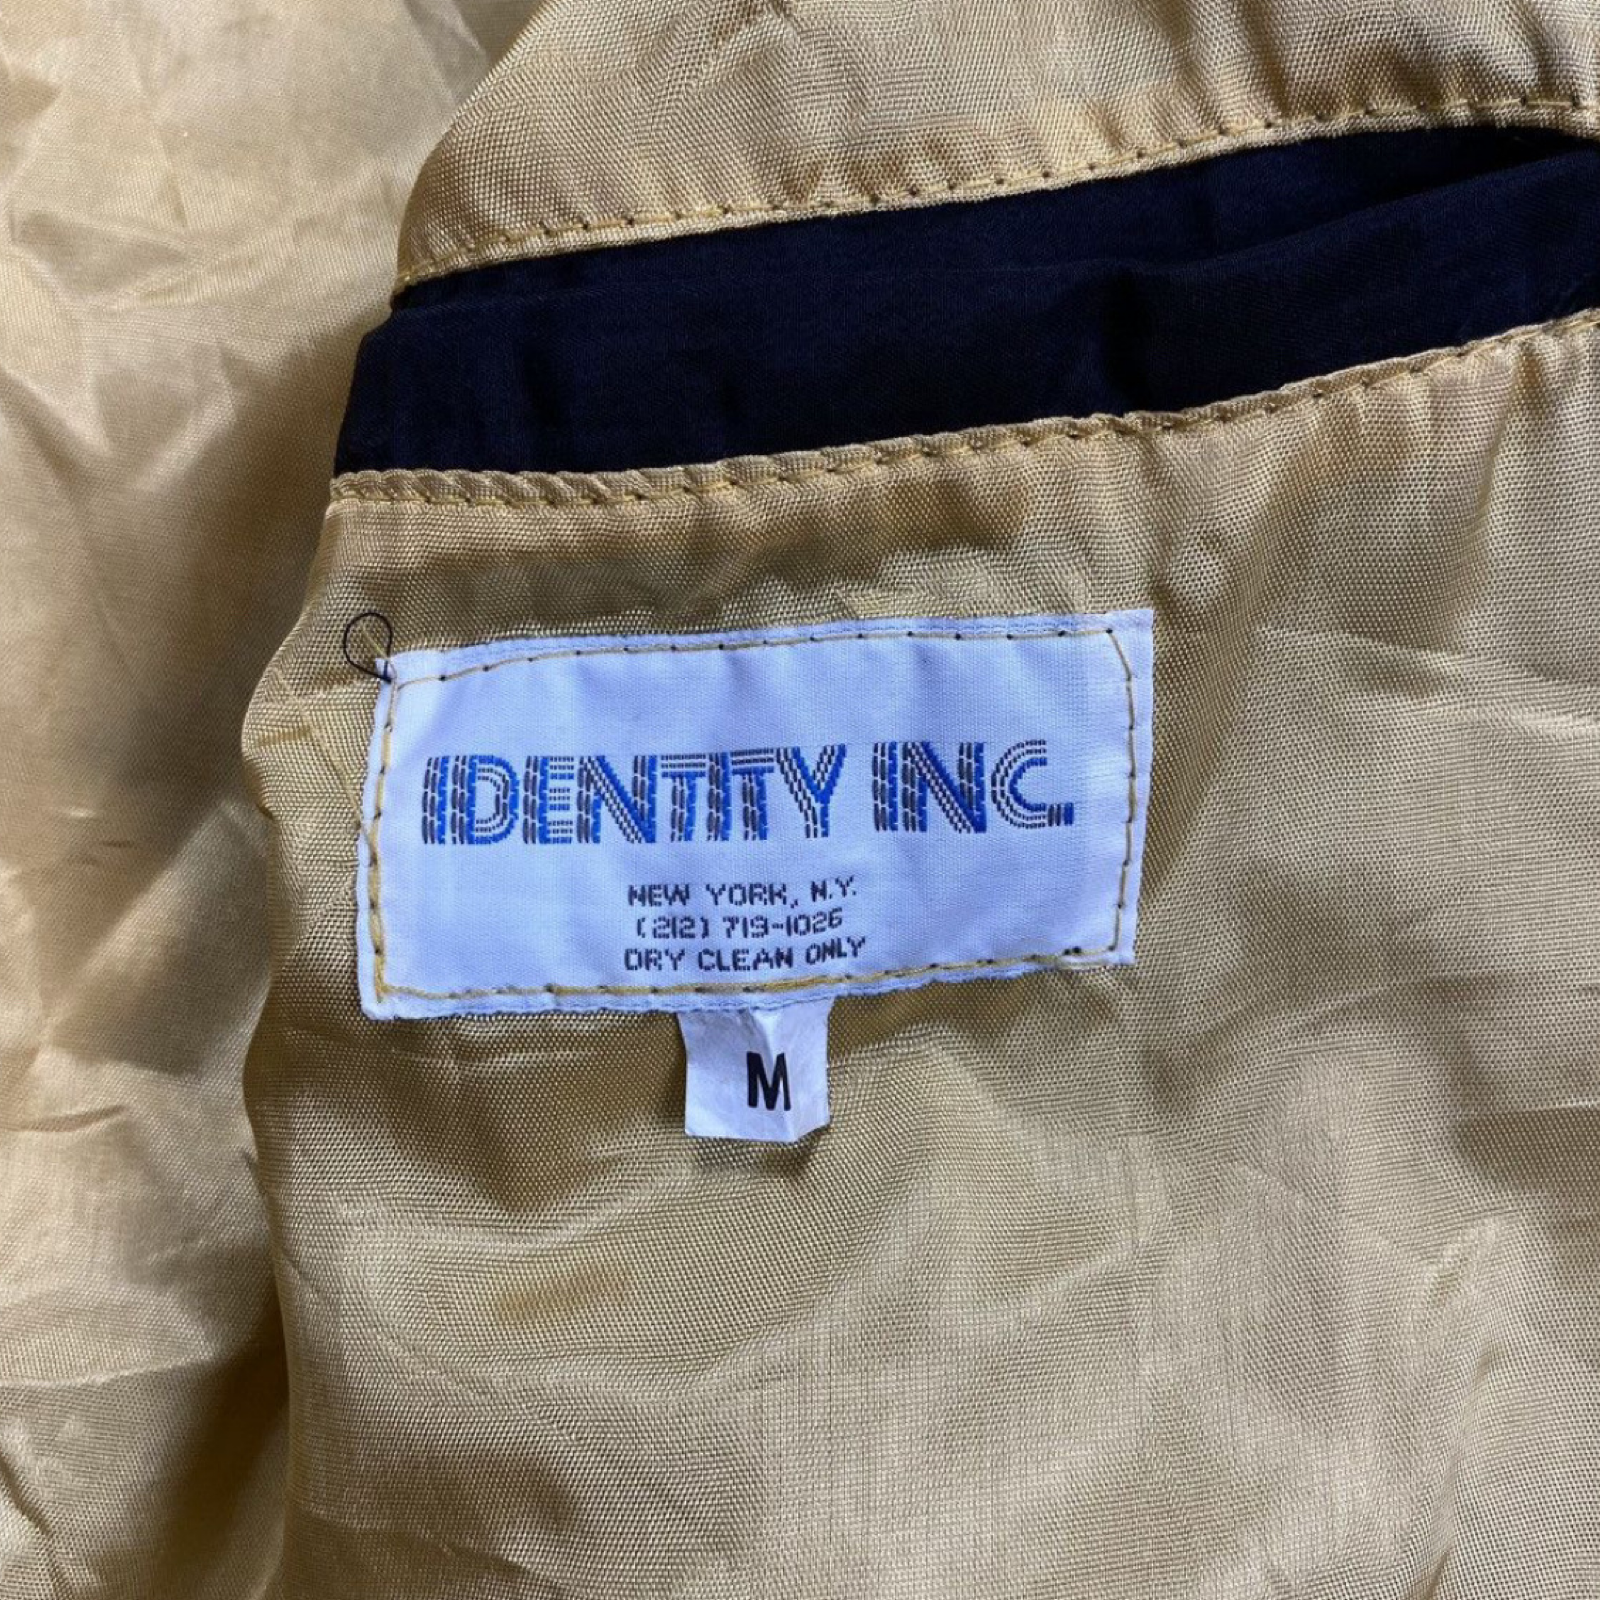 IDENTITY INC.
NEW YORK, N.Y.
(212) 719-1026
DRY CLEAN ONLY
M